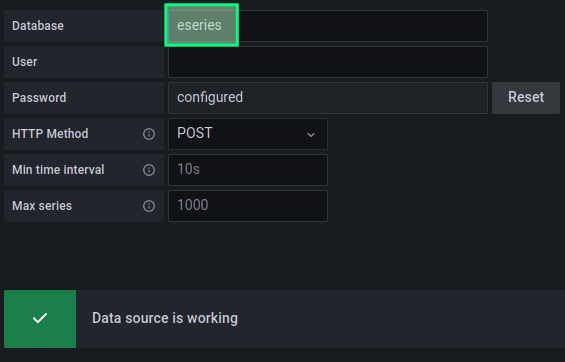 Database eseries
User
Password configured Reset
HTTP Method POST
Min time interval 10s
Max series 1000
Data source is working